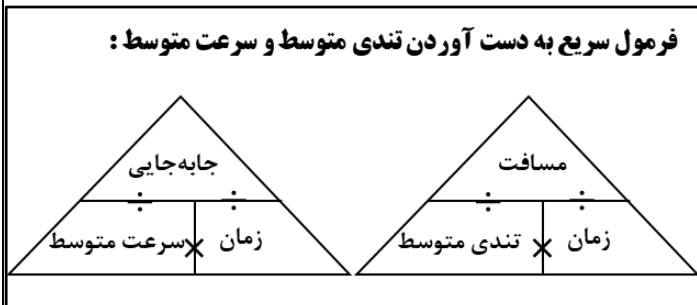 فرمول سریع به دست آوردن تندی متوسط و سرعت متوسط :
مسافت
÷ ÷
زمان × تندی متوسط
جابه‌جایی
÷ ÷
زمان × سرعت متوسط